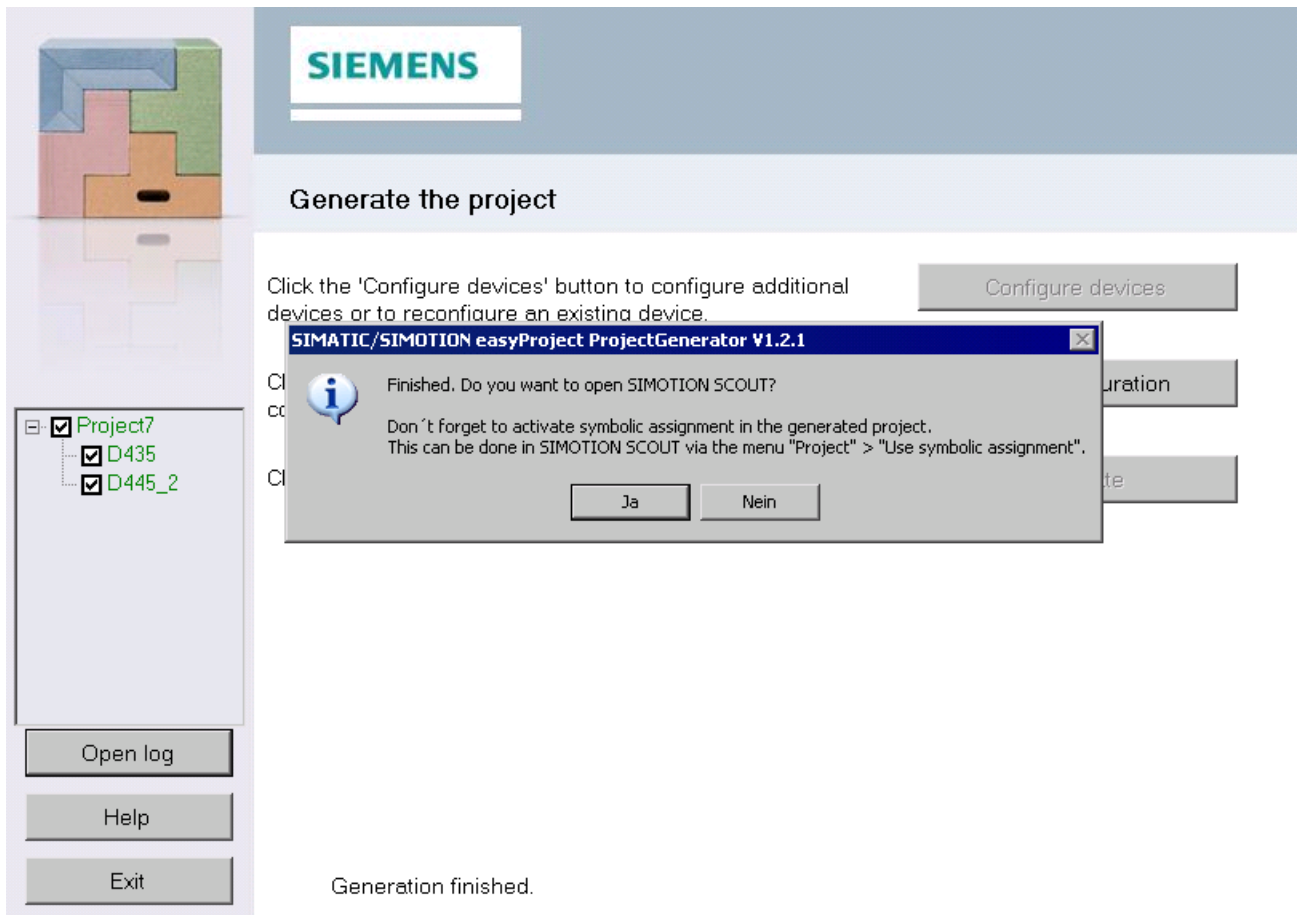 SIEMENS
Generate the project
Click the 'Configure devices' button to configure additional
devices or to reconfigure an existing device.
Configure devices
SIMATIC/SIMOTION easyProject ProjectGenerator V1.2.1
Finished. Do you want to open SIMOTION SCOUT?
Don´t forget to activate symbolic assignment in the generated project.
This can be done in SIMOTION SCOUT via the menu "Project" > "Use symbolic assignment".
Ja
Nein
Project7
D435
D445_2
Open log
Help
Exit
Generation finished.